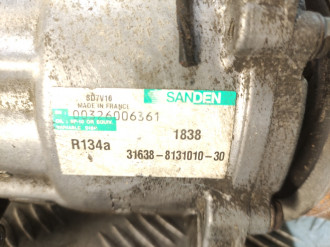 SD7V16
MADE IN FRANCE
SANDEN
00326006361
1838
R134a
31638-8131010-30